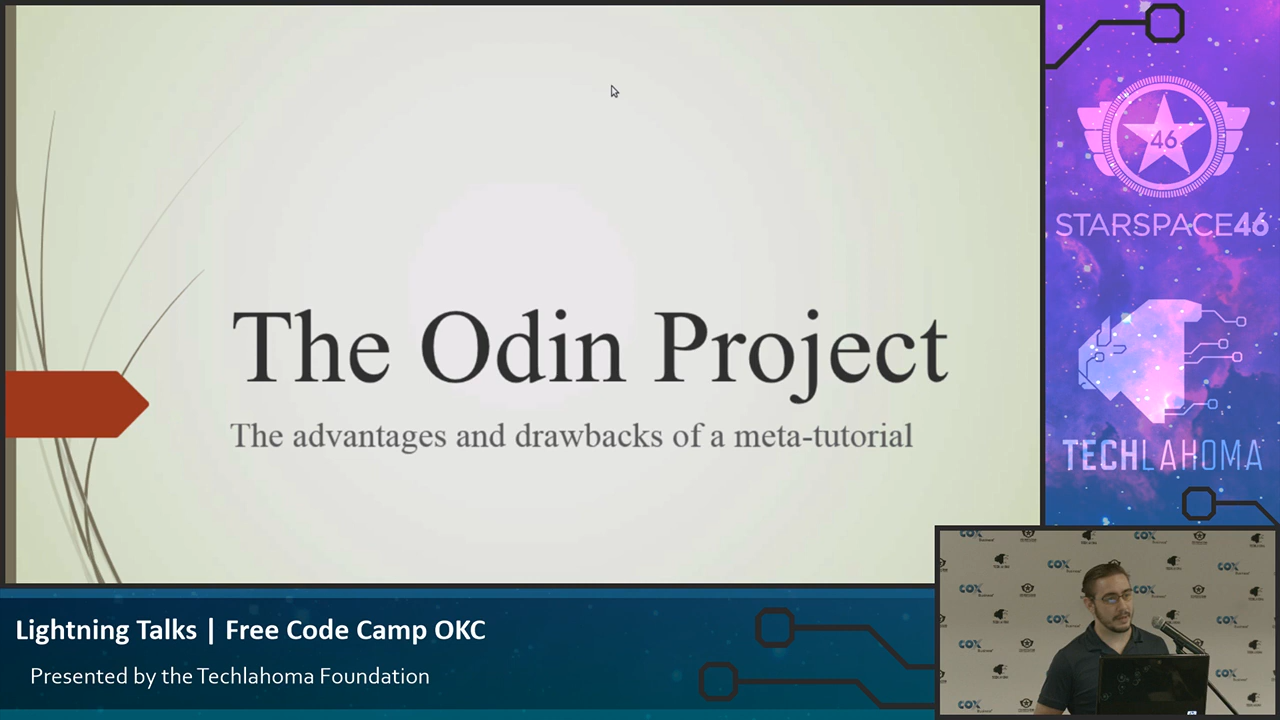 The Odin Project
The advantages and drawbacks of a meta-tutorial
46
STARSPACE46
TECHLAHOMA
COX
Lightning Talks | Free Code Camp OKC
Presented by the Techlahoma Foundation